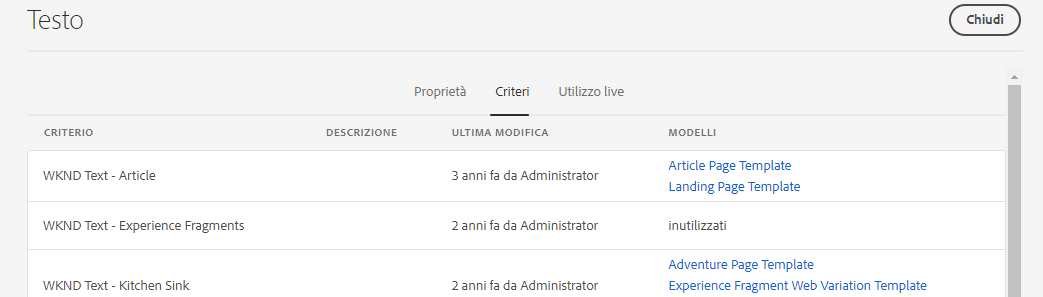 Testo
Chiudi
Proprietà Criteri Utilizzo live
CRITERIO DESCRIZIONE ULTIMA MODIFICA MODELLI
WKND Text - Article 3 anni fa da Administrator Article Page Template
Landing Page Template
WKND Text - Experience Fragments 2 anni fa da Administrator inutilizzati
Adventure Page Template
WKND Text - Kitchen Sink 2 anni fa da Administrator Experience Fragment Web Variation Template